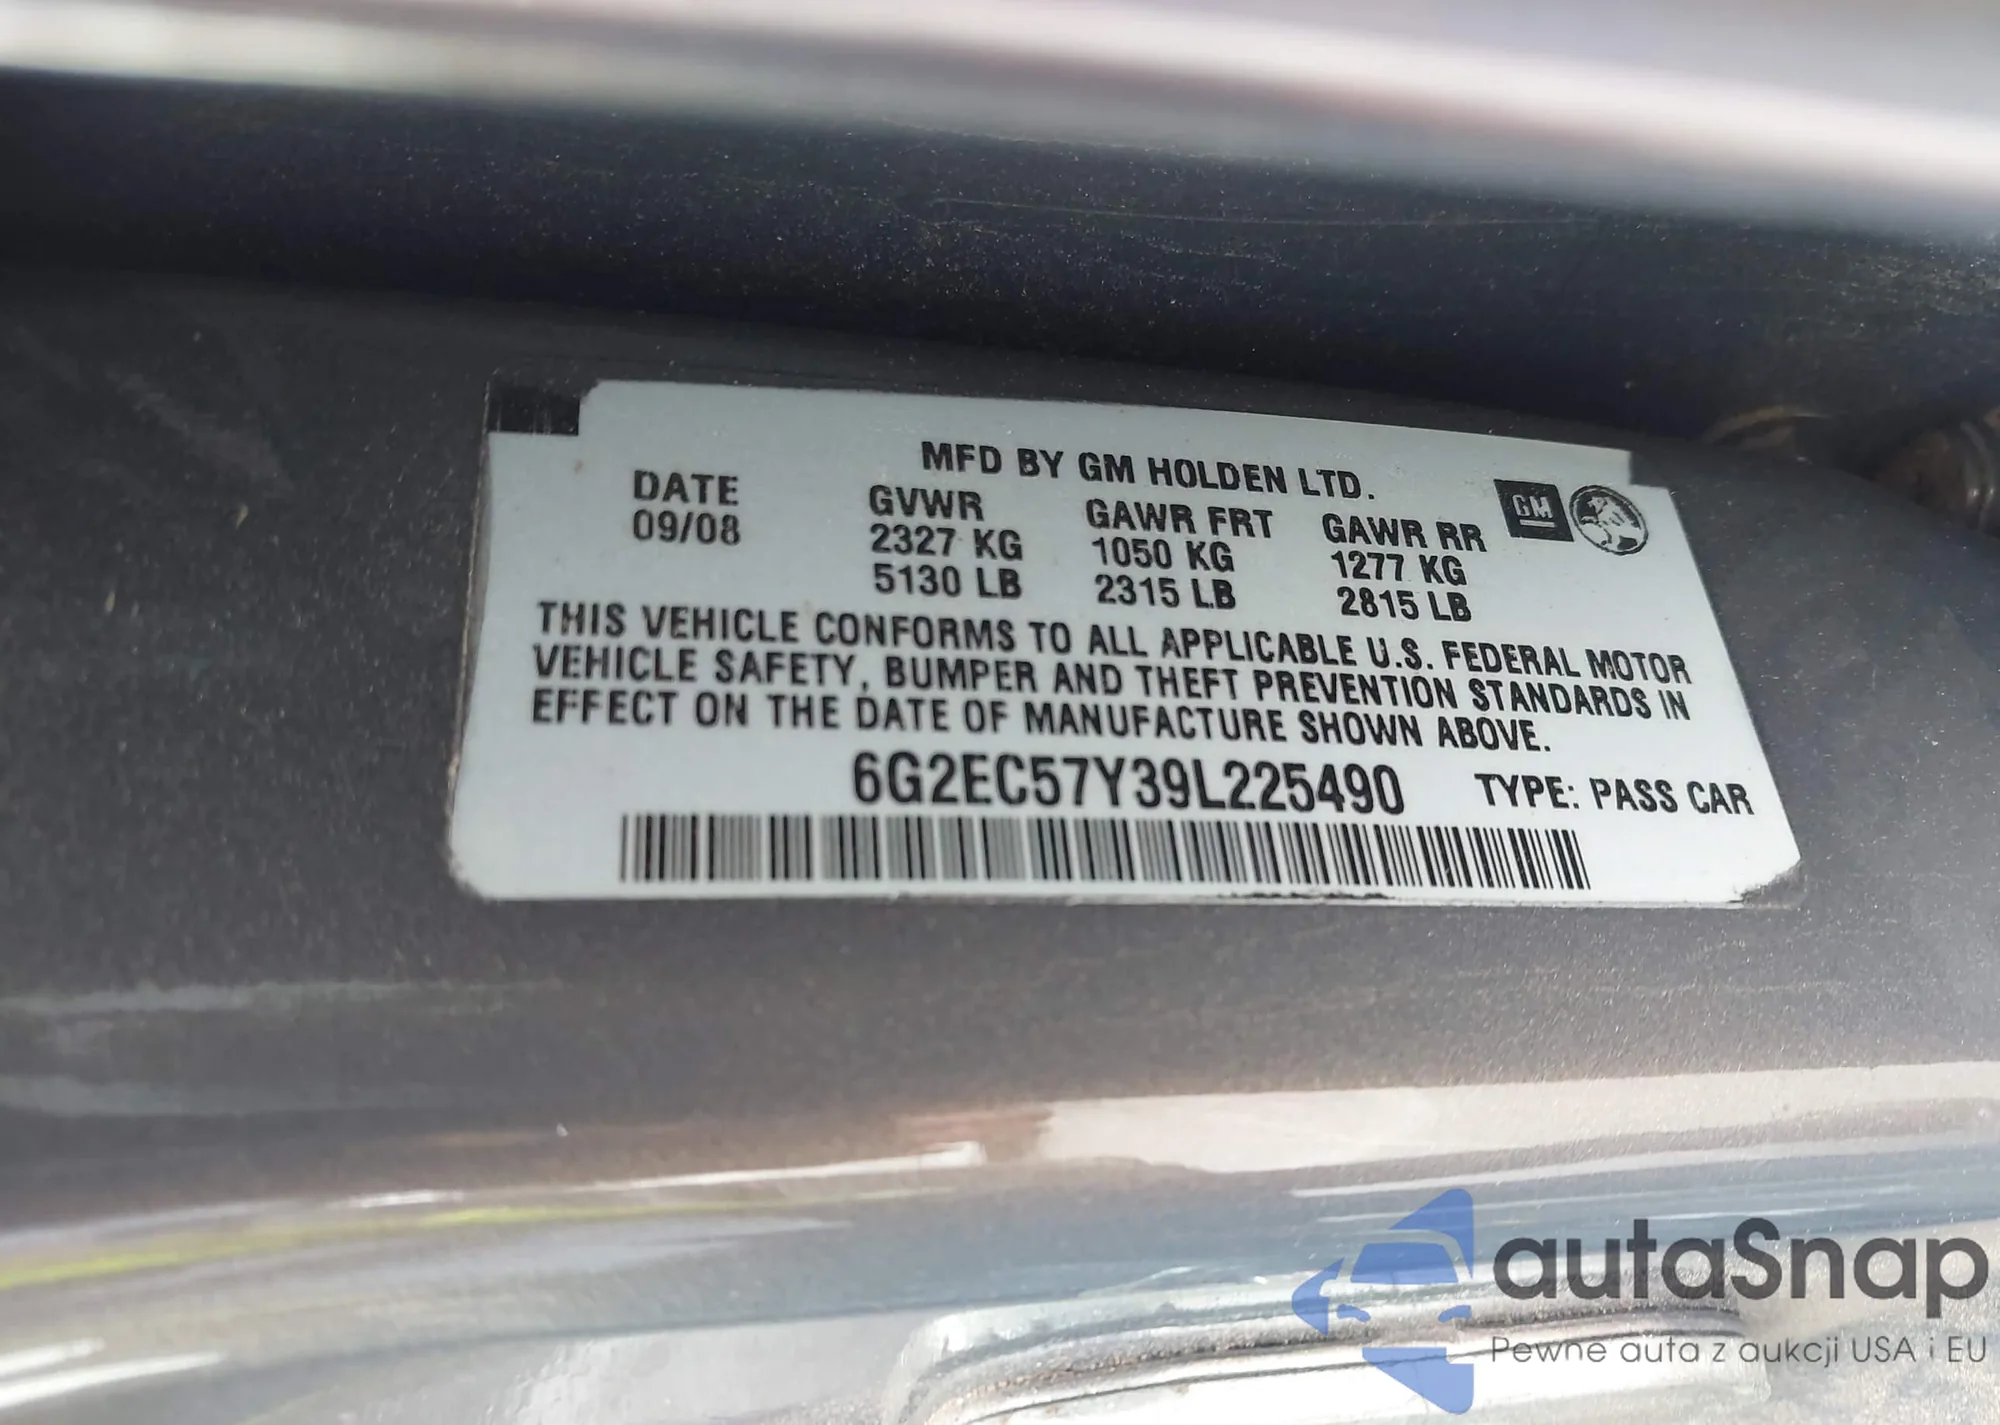 MFD BY GM HOLDEN LTD.
DATE GVWR GAWR FRT GAWR RR GM
09/08 2327 KG 1050 KG 1277 KG
5130 LB 2315 LB 2815 LB
THIS VEHICLE CONFORMS TO ALL APPLICABLE U.S. FEDERAL MOTOR
VEHICLE SAFETY, BUMPER AND THEFT PREVENTION STANDARDS IN
EFFECT ON THE DATE OF MANUFACTURE SHOWN ABOVE.
6G2EC57Y39L225490 TYPE: PASS CAR
autaSnap
Pewne auta z aukcji USA i EU